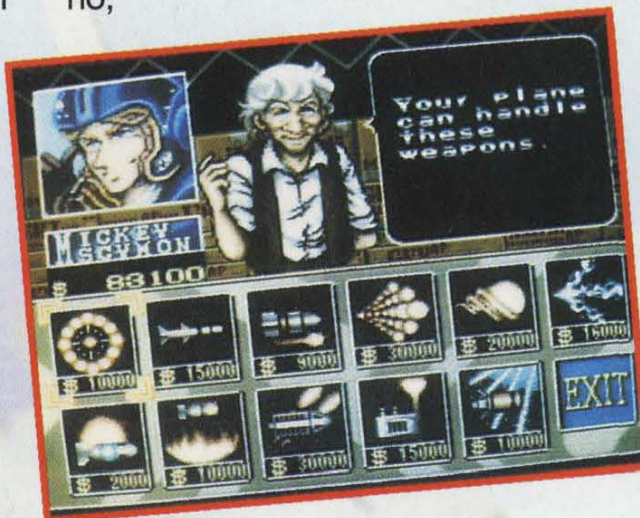 no,
Your plane
can handle
these
weapons.
MICKEY
SCYMON
$ 83100
$ 10000
$ 15000
$ 9000
$ 30000
$ 20000
$ 16000
$ 2000
$ 10000
$ 30000
$ 15000
$ 10000
EXIT